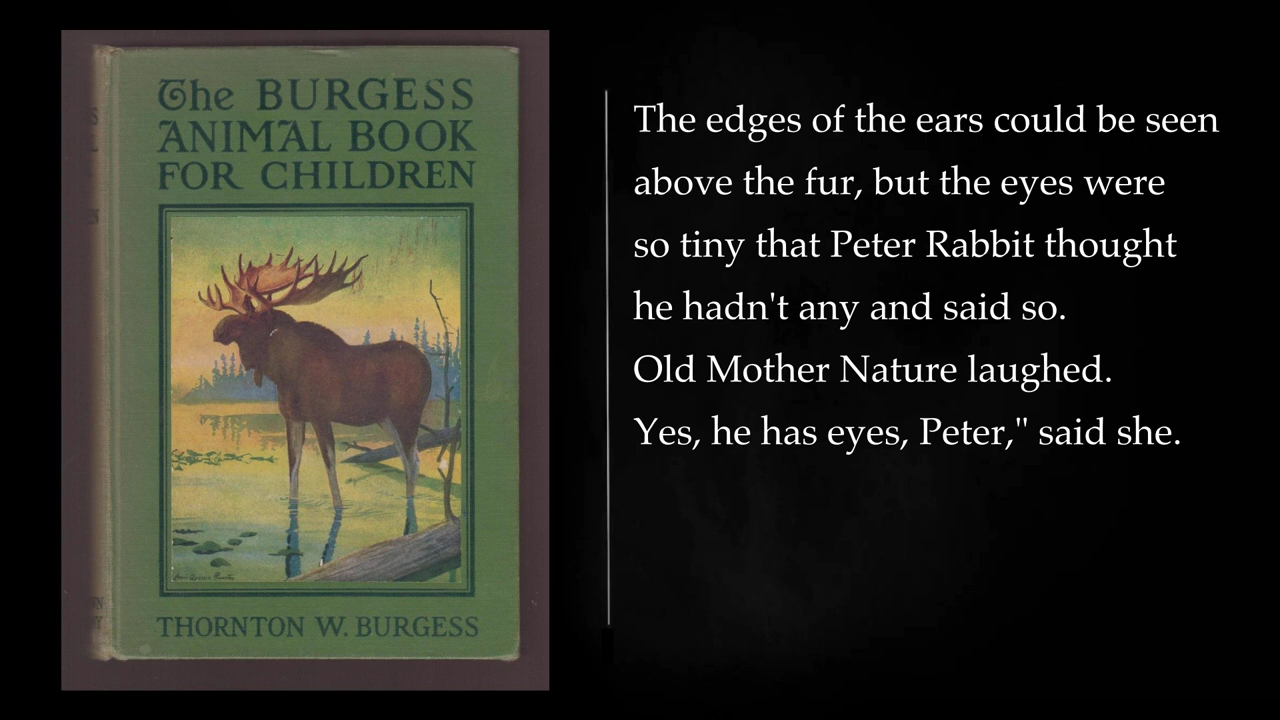 The BURGESS
ANIMAL BOOK
FOR CHILDREN
THORNTON W. BURGESS
The edges of the ears could be seen
above the fur, but the eyes were
so tiny that Peter Rabbit thought
he hadn't any and said so.
Old Mother Nature laughed.
Yes, he has eyes, Peter," said she.